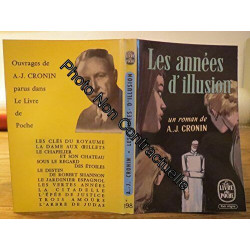 Ouvrages de
A.-J. CRONIN
parus dans
Le Livre
de
Poche
LES CLÉS DU ROYAUME
LA DAME AUX ŒILLETS
LE CHAPELIER
ET SON CHATEAU
SOUS LE REGARD
DES ÉTOILES
LE DESTIN
DE ROBERT SHANNON
LE JARDINIER ESPAGNOL
LES VERTES ANNÉES
LA CITADELLE
L'ÉPÉE DE JUSTICE
TROIS AMOURS
L'ARBRE DE JUDAS
198
Les années
d'illusion
un roman de
A. J. CRONIN
LE LIVRE
DE POCHE